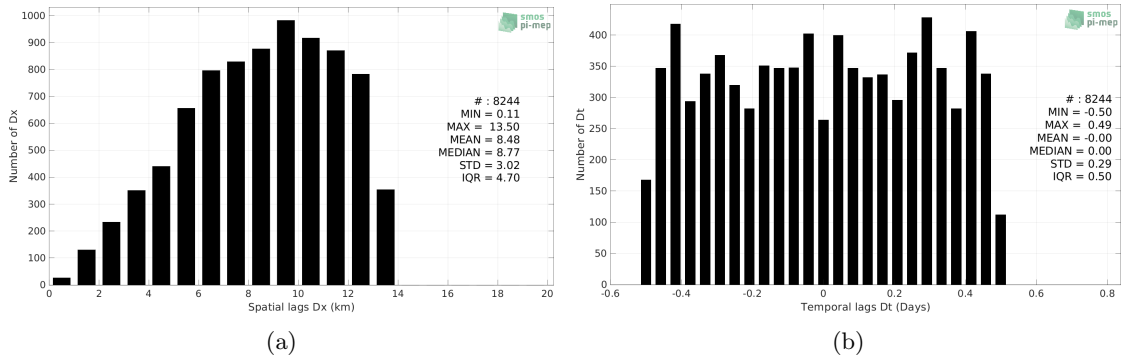 smos
pi-mep
1000
900
800
700
600
500
400
300
200
100
0
Number of Dx
# : 8244
MIN = 0.11
MAX = 13.50
MEAN = 8.48
MEDIAN = 8.77
STD = 3.02
IQR = 4.70
0 2 4 6 8 10 12 14 16 18 20
Spatial lags Dx (km)
(a)
smos
pi-mep
450
400
350
300
250
200
150
100
50
0
Number of Dt
# : 8244
MIN = -0.50
MAX = 0.49
MEAN = -0.00
MEDIAN = 0.00
STD = 0.29
IQR = 0.50
-0.6 -0.4 -0.2 0 0.2 0.4 0.6 0.8
Temporal lags Dt (Days)
(b)